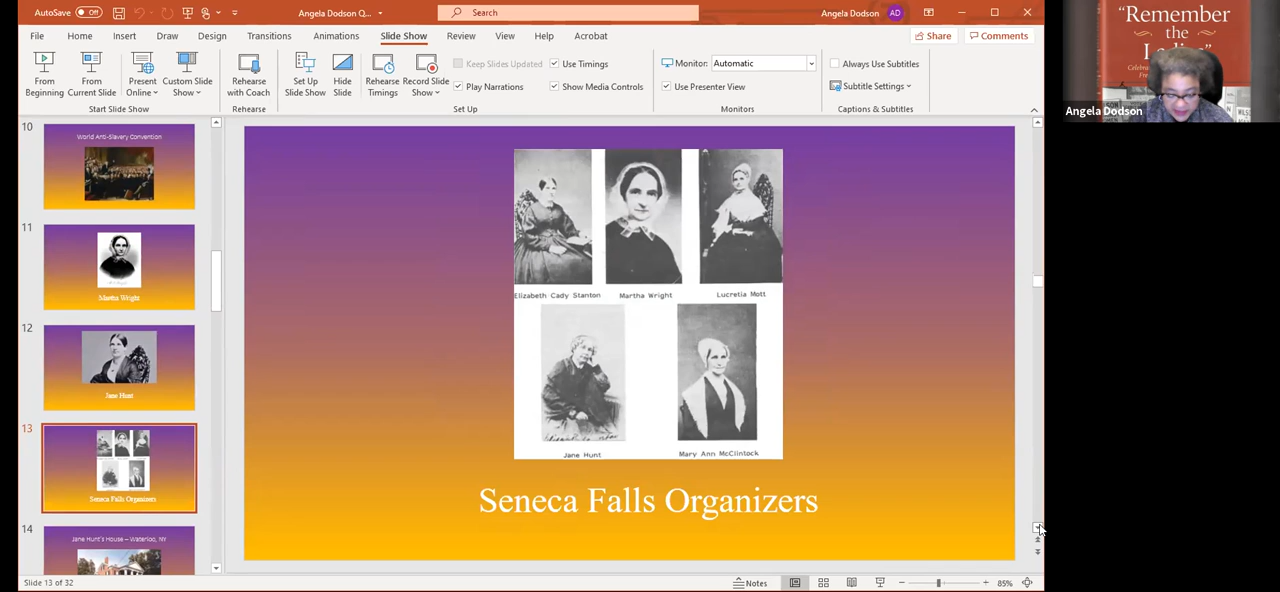 AutoSave Off Angela Dodson Q... Search Angela Dodson AD
File Home Insert Draw Design Transitions Animations Slide Show Review View Help Acrobat Share Comments
From Beginning
From Current Slide
Present Online
Custom Slide Show
Rehearse with Coach
Set Up Slide Show
Hide Slide
Rehearse Timings
Record Slide Show
Keep Slides Updated
Use Timings
Play Narrations
Show Media Controls
Monitor: Automatic
Use Presenter View
Always Use Subtitles
Subtitle Settings
Start Slide Show Rehearse Set Up Monitors Captions & Subtitles
10
World Anti-Slavery Convention
11
Martha Wright
12
Jane Hunt
13
Seneca Falls Organizers
14
Jane Hunt's House – Waterloo, NY
Elizabeth Cady Stanton Martha Wright Lucretia Mott
Jane Hunt Mary Ann McClintock
Seneca Falls Organizers
Slide 13 of 32 Notes 85%
"Remember
the
Angela Dodson